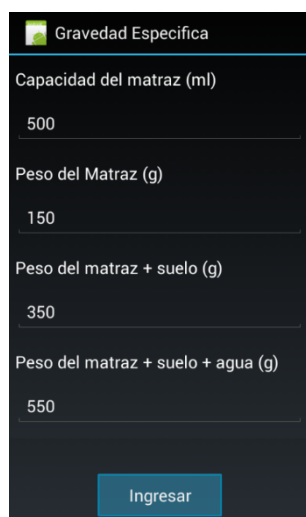 Gravedad Especifica
Capacidad del matraz (ml)
500
Peso del Matraz (g)
150
Peso del matraz + suelo (g)
350
Peso del matraz + suelo + agua (g)
550
Ingresar